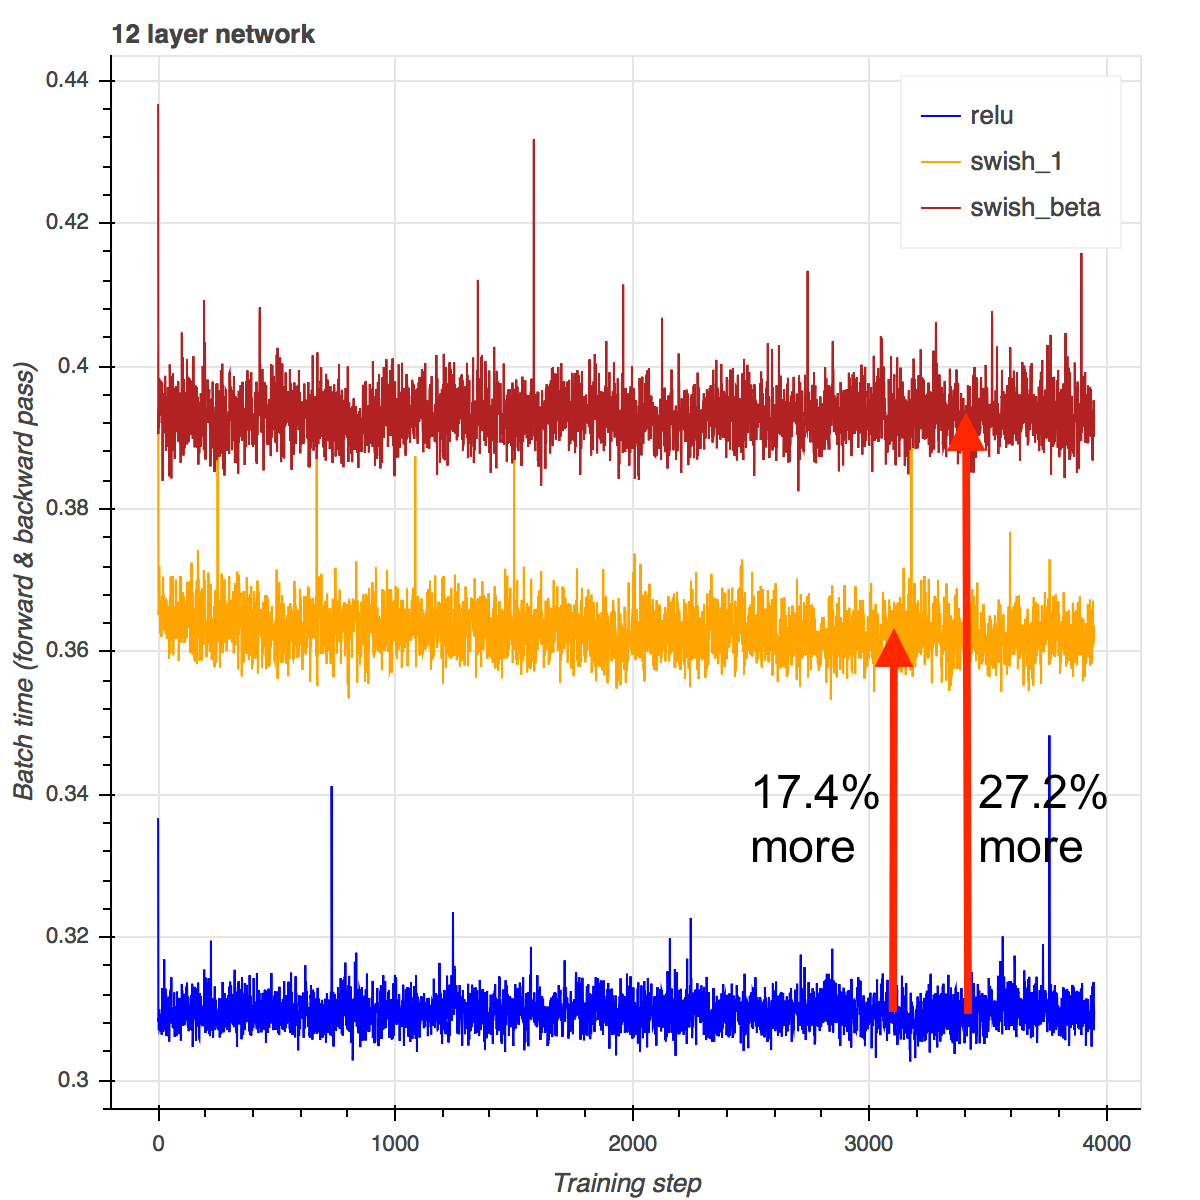 12 layer network
relu
swish_1
swish_beta
0.44
0.42
0.4
0.38
0.36
0.34
0.32
0.3
Batch time (forward & backward pass)
17.4%
more
27.2%
more
0
1000
2000
3000
4000
Training step